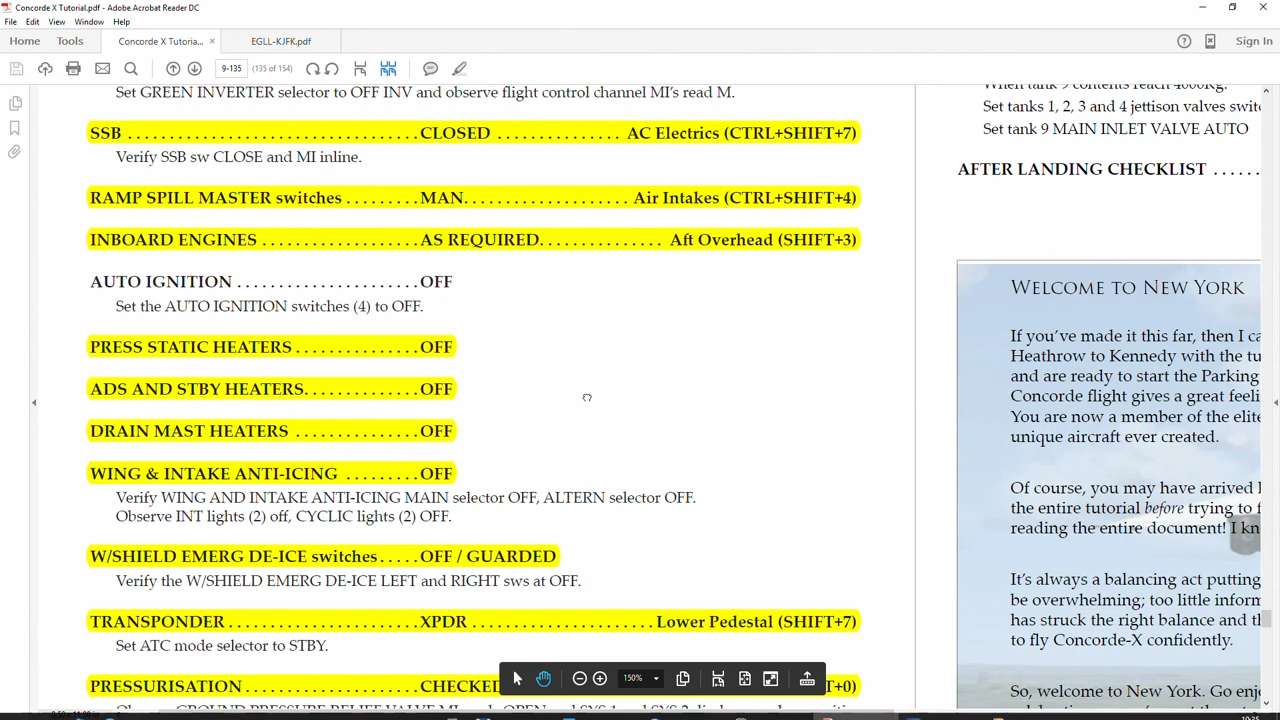 Concorde X Tutorial.pdf - Adobe Acrobat Reader DC
File Edit View Window Help
Home Tools Concorde X Tutoria... × EGLL-KJFK.pdf Sign In
9-135 (135 of 154)
Set GREEN INVERTER selector to OFF INV and observe flight control channel MI's read M.
SSB . . . . . . . . . . . . . . . . . . . . . . . . . . . . . . . . . . . . CLOSED . . . . . . . . . . . . . . AC Electrics (CTRL+SHIFT+7)
Verify SSB sw CLOSE and MI inline.
RAMP SPILL MASTER switches . . . . . . . . . MAN. . . . . . . . . . . . . . . . . . . Air Intakes (CTRL+SHIFT+4)
INBOARD ENGINES . . . . . . . . . . . . . . . . . . . AS REQUIRED. . . . . . . . . . . . . . Aft Overhead (SHIFT+3)
AUTO IGNITION . . . . . . . . . . . . . . . . . . . . . . OFF
Set the AUTO IGNITION switches (4) to OFF.
PRESS STATIC HEATERS . . . . . . . . . . . . . . OFF
ADS AND STBY HEATERS. . . . . . . . . . . . . OFF
DRAIN MAST HEATERS . . . . . . . . . . . . . . OFF
WING & INTAKE ANTI-ICING . . . . . . . . . OFF
Verify WING AND INTAKE ANTI-ICING MAIN selector OFF, ALTERN selector OFF.
Observe INT lights (2) off, CYCLIC lights (2) OFF.
W/SHIELD EMERG DE-ICE switches . . . . . OFF / GUARDED
Verify the W/SHIELD EMERG DE-ICE LEFT and RIGHT sws at OFF.
TRANSPONDER . . . . . . . . . . . . . . . . . . . . . . . XPDR . . . . . . . . . . . . . . . . . . . . . Lower Pedestal (SHIFT+7)
Set ATC mode selector to STBY.
PRESSURISATION . . . . . . . . . . . . . . . . . . . . . CHECKED
150%
Set tanks 1, 2, 3 and 4 jettison valves switc
Set tank 9 MAIN INLET VALVE AUTO
AFTER LANDING CHECKLIST . . . . .
WELCOME TO NEW YORK
If you've made it this far, then I ca
Heathrow to Kennedy with the tu
and are ready to start the Parking
Concorde flight gives a great feeli
You are now a member of the elite
unique aircraft ever created.
Of course, you may have arrived
the entire tutorial before trying to f
reading the entire document! I kn
It's always a balancing act putting
be overwhelming; too little inform
has struck the right balance and th
to fly Concorde-X confidently.
So, welcome to New York. Go enj